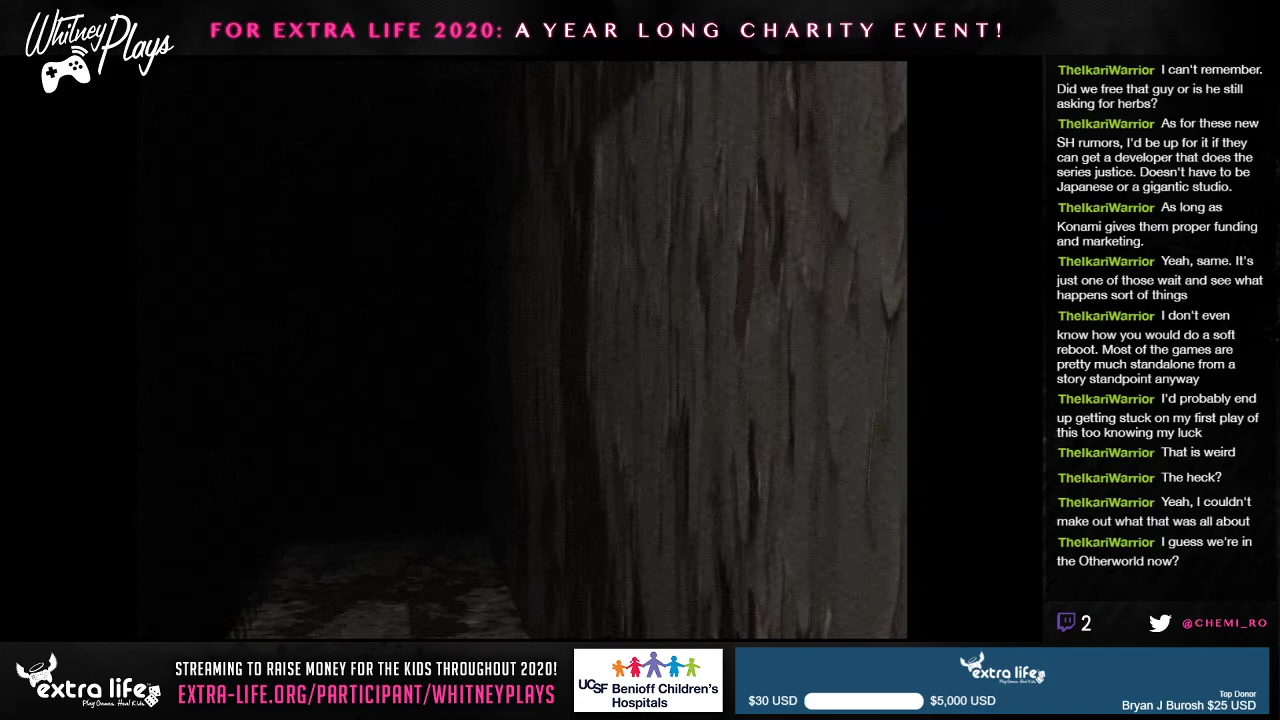 Whitney Plays
FOR EXTRA LIFE 2020: A YEAR LONG CHARITY EVENT!
TheIkariWarrior I can't remember.
Did we free that guy or is he still
asking for herbs?
TheIkariWarrior As for these new
SH rumors, I'd be up for it if they
can get a developer that does the
series justice. Doesn't have to be
Japanese or a gigantic studio.
TheIkariWarrior As long as
Konami gives them proper funding
and marketing.
TheIkariWarrior Yeah, same. It's
just one of those wait and see what
happens sort of things
TheIkariWarrior I don't even
know how you would do a soft
reboot. Most of the games are
pretty much standalone from a
story standpoint anyway
TheIkariWarrior I'd probably end
up getting stuck on my first play of
this too knowing my luck
TheIkariWarrior That is weird
TheIkariWarrior The heck?
TheIkariWarrior Yeah, I couldn't
make out what that was all about
TheIkariWarrior I guess we're in
the Otherworld now?
2 @CHEMI_RO
extra life
Play Games. Heal Kids.
STREAMING TO RAISE MONEY FOR THE KIDS THROUGHOUT 2020!
EXTRA-LIFE.ORG/PARTICIPANT/WHITNEYPLAYS
UCSF Benioff Children's
Hospitals
extra life
Play Games. Heal Kids.
$30 USD $5,000 USD
Top Donor
Bryan J Burosh $25 USD